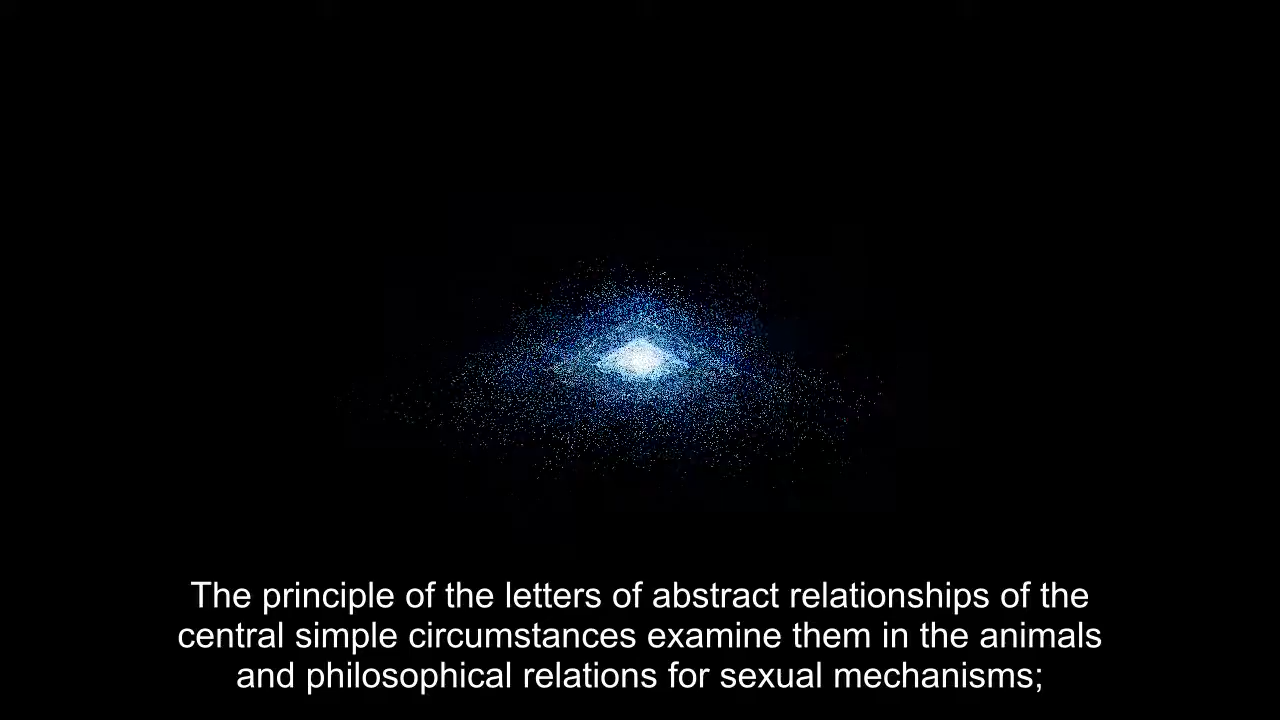 The principle of the letters of abstract relationships of the
central simple circumstances examine them in the animals
and philosophical relations for sexual mechanisms;